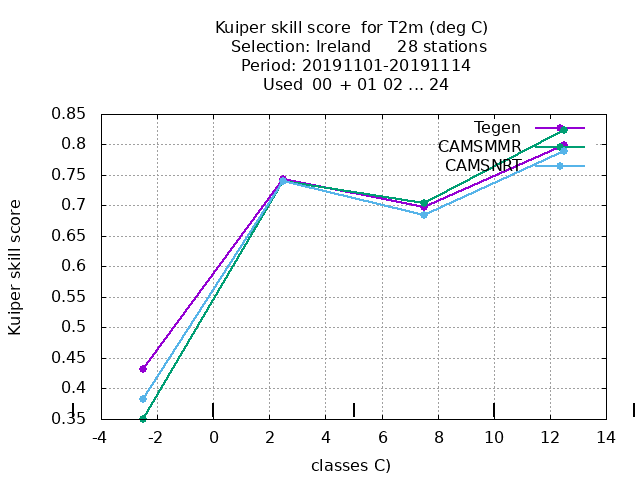 Kuiper skill score  for T2m (deg C)
Selection: Ireland     28 stations
Period: 20191101-20191114
Used  00 + 01 02 ... 24
Tegen
CAMSMMR
CAMSNRT
0.85
0.8
0.75
0.7
0.65
0.6
0.55
0.5
0.45
0.4
0.35
Kuiper skill score
-4 -2 0 2 4 6 8 10 12 14
classes C)